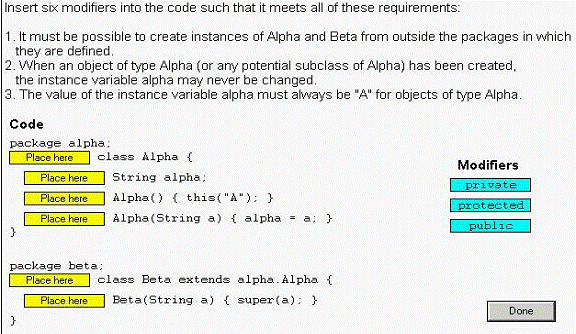 Insert six modifiers into the code such that it meets all of these requirements:
1. It must be possible to create instances of Alpha and Beta from outside the packages in which
they are defined.
2. When an object of type Alpha (or any potential subclass of Alpha) has been created,
the instance variable alpha may never be changed.
3. The value of the instance variable alpha must always be "A" for objects of type Alpha.
Code
package alpha;
Place here class Alpha {
Place here String alpha;
Place here Alpha() { this("A"); }
Place here Alpha(String a) { alpha = a; }
}
Modifiers
private
protected
public
package beta;
Place here class Beta extends alpha.Alpha {
Place here Beta(String a) { super(a); }
}
Done